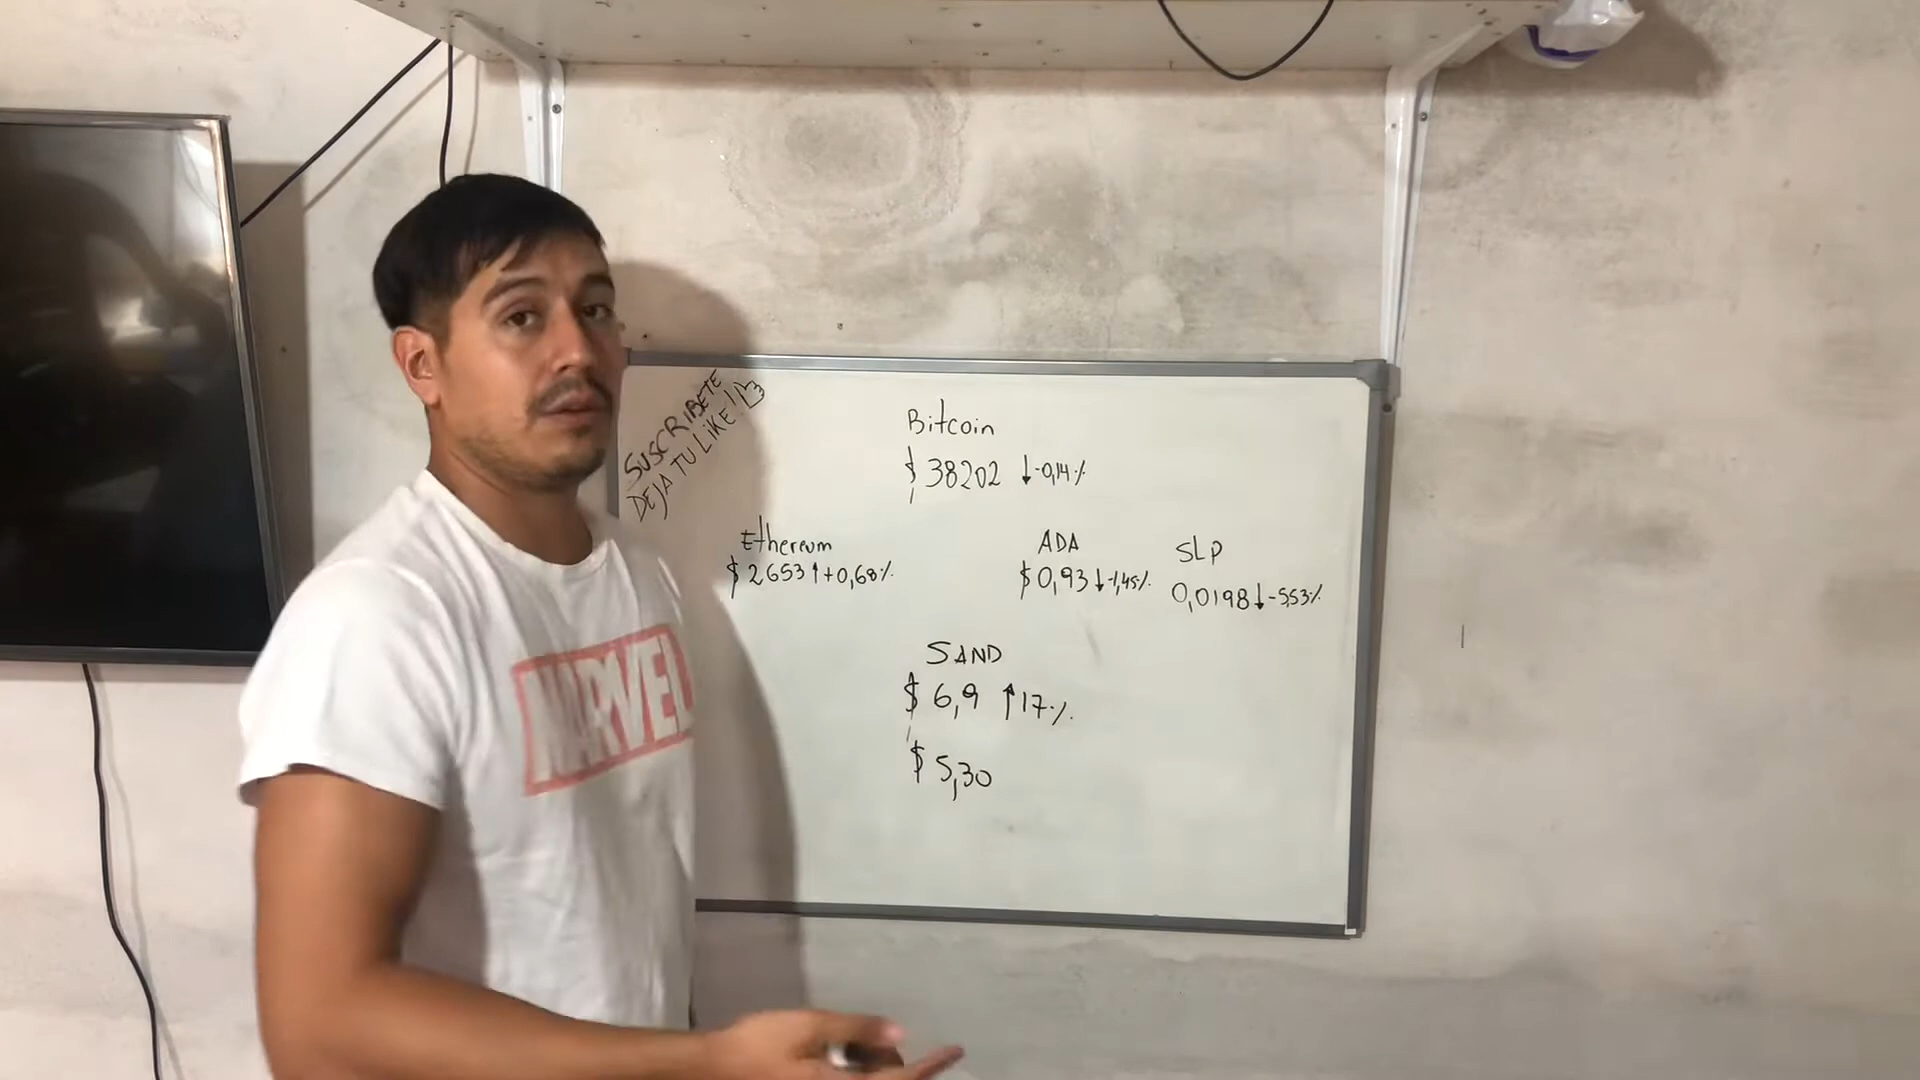 SUSCRIBETE
DEJA TU LIKE!
Bitcoin
$ 38202 ↓-0,14%
Ethereum
$ 2653↑+0,68%
ADA
$ 0,93↓-1,45%
SLP
0,0198↓-5,53%
SAND
$ 6,9 ↑17%
$ 5,30
MARVEL